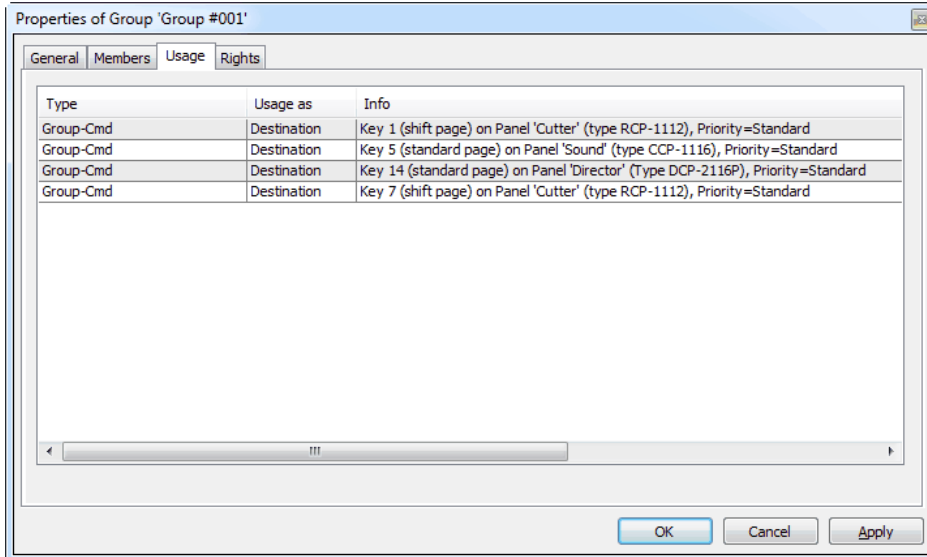 Properties of Group 'Group #001'
General Members Usage Rights
Type Usage as Info
Group-Cmd Destination Key 1 (shift page) on Panel 'Cutter' (type RCP-1112), Priority=Standard
Group-Cmd Destination Key 5 (standard page) on Panel 'Sound' (type CCP-1116), Priority=Standard
Group-Cmd Destination Key 14 (standard page) on Panel 'Director' (Type DCP-2116P), Priority=Standard
Group-Cmd Destination Key 7 (shift page) on Panel 'Cutter' (type RCP-1112), Priority=Standard
OK Cancel Apply